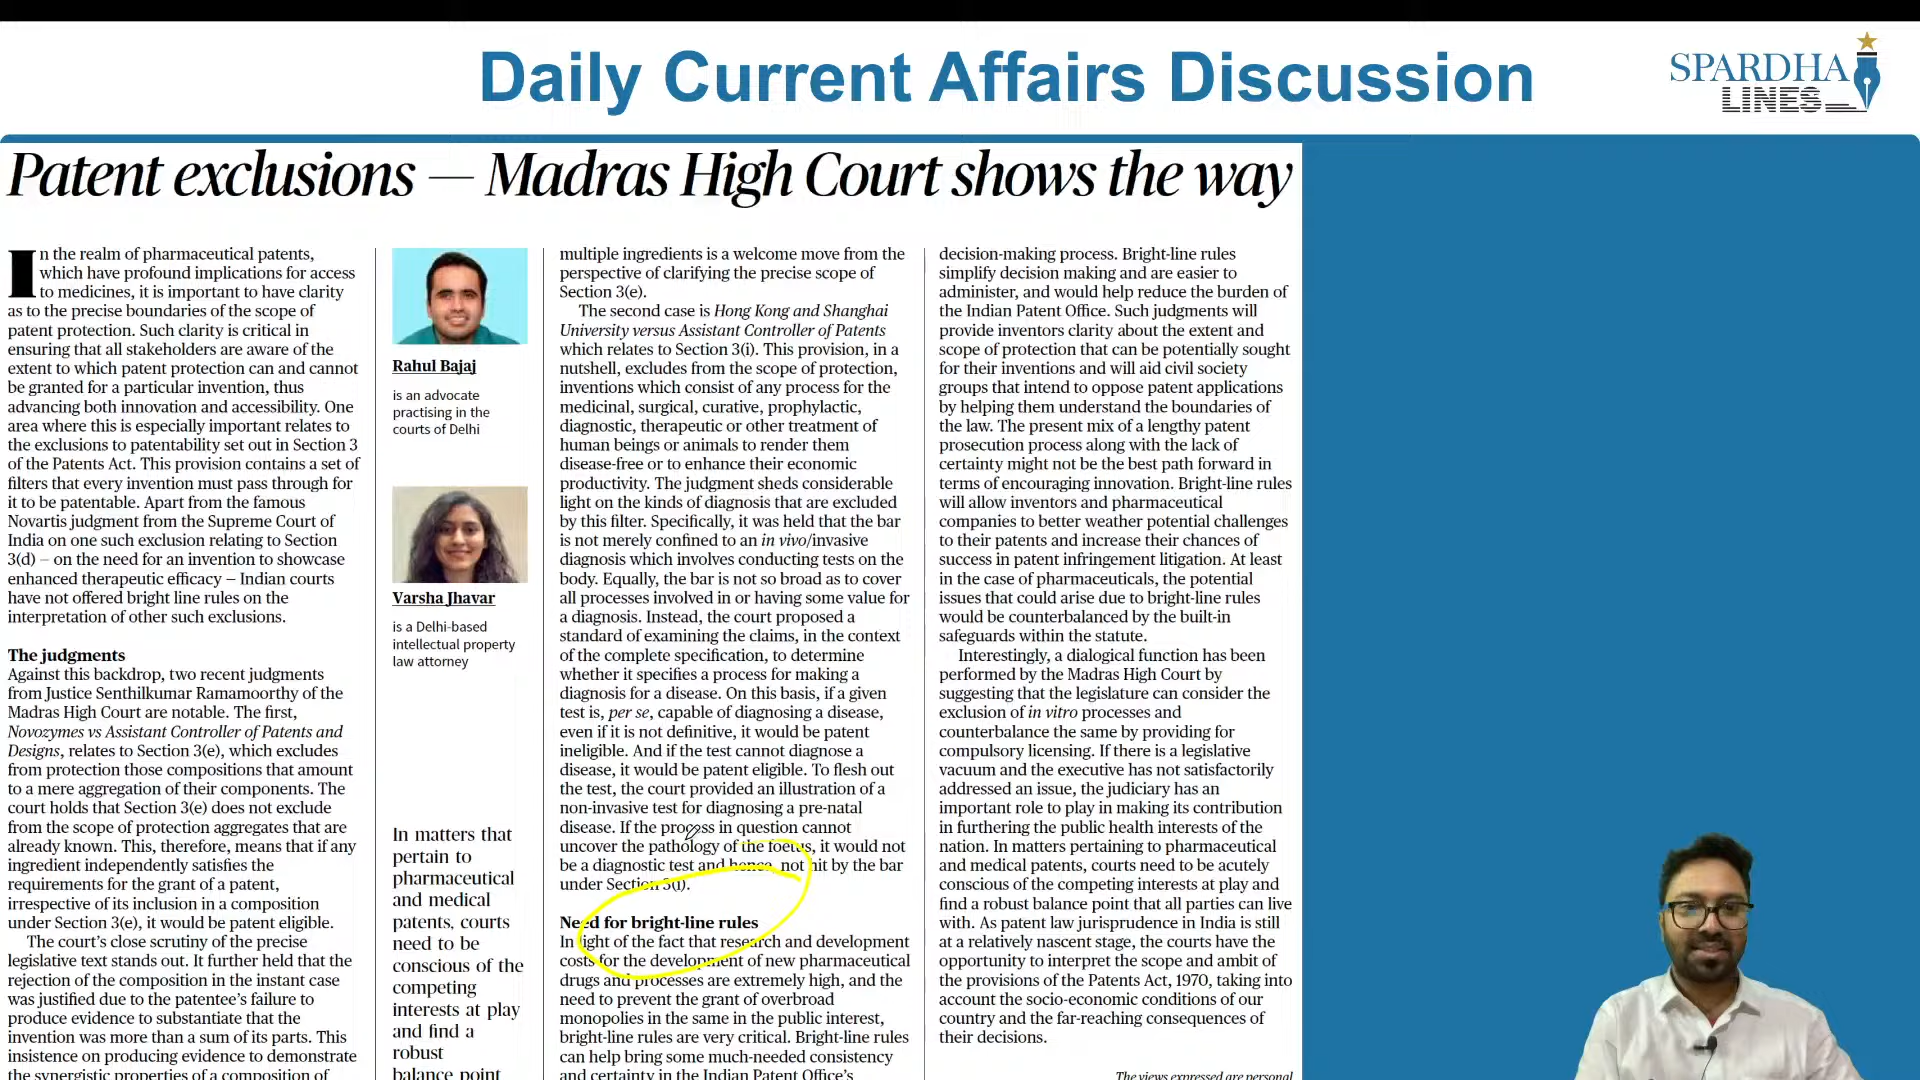 Daily Current Affairs Discussion
SPARDHA
LINES
Patent exclusions — Madras High Court shows the way
In the realm of pharmaceutical patents,
which have profound implications for access
to medicines, it is important to have clarity
as to the precise boundaries of the scope of
patent protection. Such clarity is critical in
ensuring that all stakeholders are aware of the
extent to which patent protection can and cannot
be granted for a particular invention, thus
advancing both innovation and accessibility. One
area where this is especially important relates to
the exclusions to patentability set out in Section 3
of the Patents Act. This provision contains a set of
filters that every invention must pass through for
it to be patentable. Apart from the famous
Novartis judgment from the Supreme Court of
India on one such exclusion relating to Section
3(d) — on the need for an invention to showcase
enhanced therapeutic efficacy — Indian courts
have not offered bright line rules on the
interpretation of other such exclusions.
The judgments
Against this backdrop, two recent judgments
from Justice Senthilkumar Ramamoorthy of the
Madras High Court are notable. The first,
Novozymes vs Assistant Controller of Patents and
Designs, relates to Section 3(e), which excludes
from protection those compositions that amount
to a mere aggregation of their components. The
court holds that Section 3(e) does not exclude
from the scope of protection aggregates that are
already known. This, therefore, means that if any
ingredient independently satisfies the
requirements for the grant of a patent,
irrespective of its inclusion in a composition
under Section 3(e), it would be patent eligible.
The court's close scrutiny of the precise
legislative text stands out. It further held that the
rejection of the composition in the instant case
was justified due to the patentee's failure to
produce evidence to substantiate that the
invention was more than a sum of its parts. This
insistence on producing evidence to demonstrate
the synergistic properties of a composition of
Rahul Bajaj
is an advocate
practising in the
courts of Delhi
Varsha Jhavar
is a Delhi-based
intellectual property
law attorney
In matters that
pertain to
pharmaceutical
and medical
patents, courts
need to be
conscious of the
competing
interests at play
and find a
robust
balance point
multiple ingredients is a welcome move from the
perspective of clarifying the precise scope of
Section 3(e).
The second case is Hong Kong and Shanghai
University versus Assistant Controller of Patents
which relates to Section 3(i). This provision, in a
nutshell, excludes from the scope of protection,
inventions which consist of any process for the
medicinal, surgical, curative, prophylactic,
diagnostic, therapeutic or other treatment of
human beings or animals to render them
disease-free or to enhance their economic
productivity. The judgment sheds considerable
light on the kinds of diagnosis that are excluded
by this filter. Specifically, it was held that the bar
is not merely confined to an in vivo/invasive
diagnosis which involves conducting tests on the
body. Equally, the bar is not so broad as to cover
all processes involved in or having some value for
a diagnosis. Instead, the court proposed a
standard of examining the claims, in the context
of the complete specification, to determine
whether it specifies a process for making a
diagnosis for a disease. On this basis, if a given
test is, per se, capable of diagnosing a disease,
even if it is not definitive, it would be patent
ineligible. And if the test cannot diagnose a
disease, it would be patent eligible. To flesh out
the test, the court provided an illustration of a
non-invasive test for diagnosing a pre-natal
disease. If the process in question cannot
uncover the pathology of the foetus, it would not
be a diagnostic test and hence, not hit by the bar
under Section 3(i).
Need for bright-line rules
In light of the fact that research and development
costs for the development of new pharmaceutical
drugs and processes are extremely high, and the
need to prevent the grant of overbroad
monopolies in the same in the public interest,
bright-line rules are very critical. Bright-line rules
can help bring some much-needed consistency
and certainty in the Indian Patent Office's
decision-making process. Bright-line rules
simplify decision making and are easier to
administer, and would help reduce the burden of
the Indian Patent Office. Such judgments will
provide inventors clarity about the extent and
scope of protection that can be potentially sought
for their inventions and will aid civil society
groups that intend to oppose patent applications
by helping them understand the boundaries of
the law. The present mix of a lengthy patent
prosecution process along with the lack of
certainty might not be the best path forward in
terms of encouraging innovation. Bright-line rules
will allow inventors and pharmaceutical
companies to better weather potential challenges
to their patents and increase their chances of
success in patent infringement litigation. At least
in the case of pharmaceuticals, the potential
issues that could arise due to bright-line rules
would be counterbalanced by the built-in
safeguards within the statute.
Interestingly, a dialogical function has been
performed by the Madras High Court by
suggesting that the legislature can consider the
exclusion of in vitro processes and
counterbalance the same by providing for
compulsory licensing. If there is a legislative
vacuum and the executive has not satisfactorily
addressed an issue, the judiciary has an
important role to play in making its contribution
in furthering the public health interests of the
nation. In matters pertaining to pharmaceutical
and medical patents, courts need to be acutely
conscious of the competing interests at play and
find a robust balance point that all parties can live
with. As patent law jurisprudence in India is still
at a relatively nascent stage, the courts have the
opportunity to interpret the scope and ambit of
the provisions of the Patents Act, 1970, taking into
account the socio-economic conditions of our
country and the far-reaching consequences of
their decisions.
The views expressed are personal